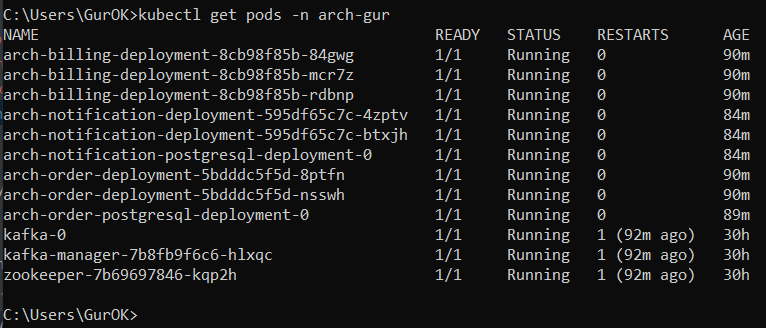 C:\Users\GurOK>kubectl get pods -n arch-gur
NAME READY STATUS RESTARTS AGE
arch-billing-deployment-8cb98f85b-84gwg 1/1 Running 0 90m
arch-billing-deployment-8cb98f85b-mcr7z 1/1 Running 0 90m
arch-billing-deployment-8cb98f85b-rdbnp 1/1 Running 0 90m
arch-notification-deployment-595df65c7c-4zptv 1/1 Running 0 84m
arch-notification-deployment-595df65c7c-btxjh 1/1 Running 0 84m
arch-notification-postgresql-deployment-0 1/1 Running 0 84m
arch-order-deployment-5bdddc5f5d-8ptfn 1/1 Running 0 90m
arch-order-deployment-5bdddc5f5d-nsswh 1/1 Running 0 90m
arch-order-postgresql-deployment-0 1/1 Running 0 89m
kafka-0 1/1 Running 1 (92m ago) 30h
kafka-manager-7b8fb9f6c6-hlxqc 1/1 Running 1 (92m ago) 30h
zookeeper-7b69697846-kqp2h 1/1 Running 1 (92m ago) 30h
C:\Users\GurOK>